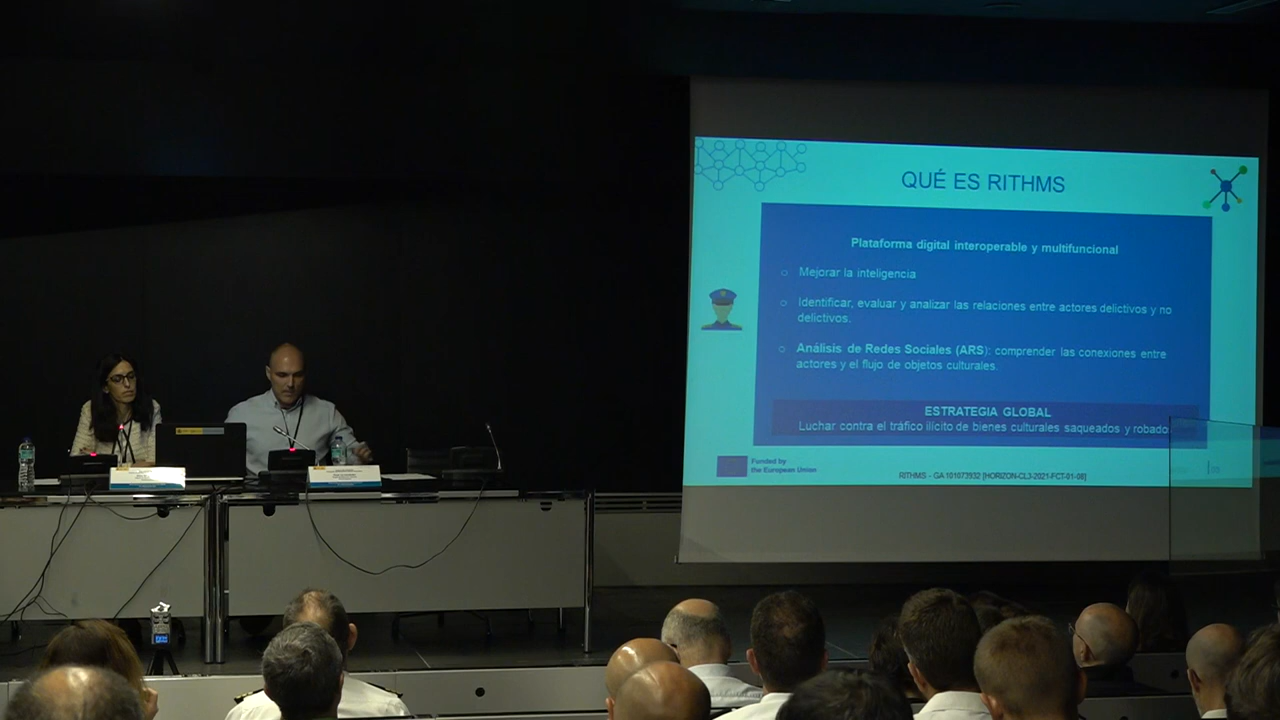 QUÉ ES RITHMS
Plataforma digital interoperable y multifuncional
Mejorar la inteligencia
Identificar, evaluar y analizar las relaciones entre actores delictivos y no
delictivos.
Análisis de Redes Sociales (ARS): comprender las conexiones entre
actores y el flujo de objetos culturales.
ESTRATEGIA GLOBAL
Luchar contra el tráfico ilícito de bienes culturales saqueados y robado
Funded by
the European Union
RITHMS - GA 101073932 [HORIZON-CL3-2021-FCT-01-08]